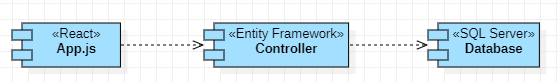 «React»
App.js
«Entity Framework»
Controller
«SQL Server»
Database